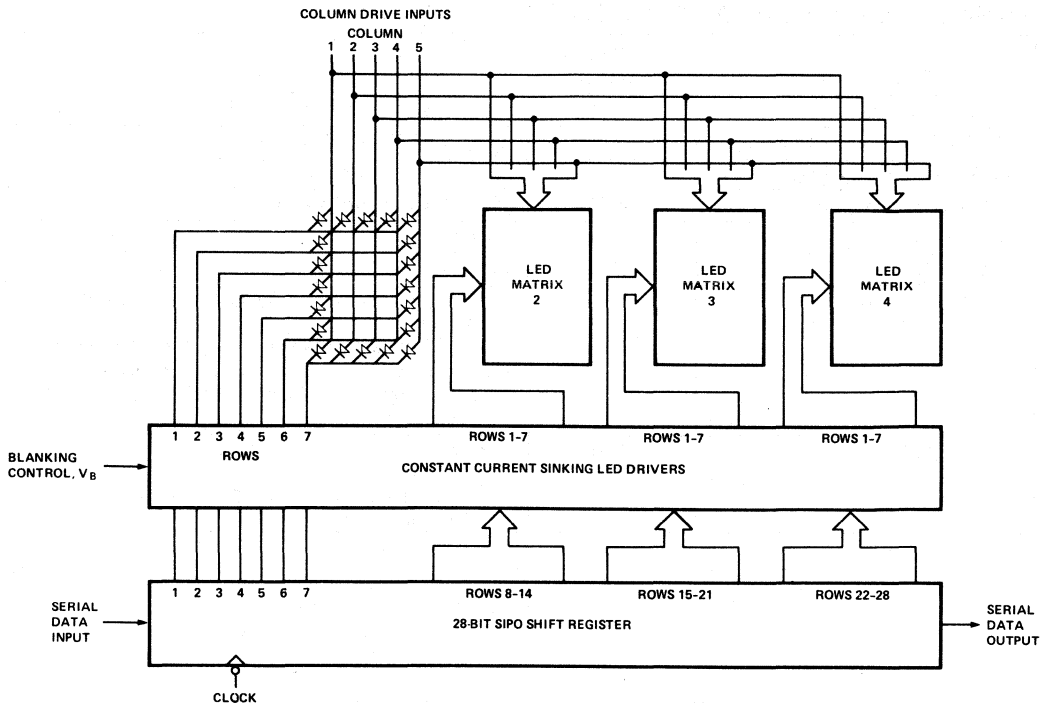 COLUMN DRIVE INPUTS
COLUMN
1 2 3 4 5
LED
MATRIX
2
LED
MATRIX
3
LED
MATRIX
4
1 2 3 4 5 6 7
ROWS
ROWS 1-7
ROWS 1-7
ROWS 1-7
BLANKING
CONTROL, VB
CONSTANT CURRENT SINKING LED DRIVERS
1 2 3 4 5 6 7
ROWS 8-14
ROWS 15-21
ROWS 22-28
SERIAL
DATA
INPUT
28-BIT SIPO SHIFT REGISTER
SERIAL
DATA
OUTPUT
CLOCK